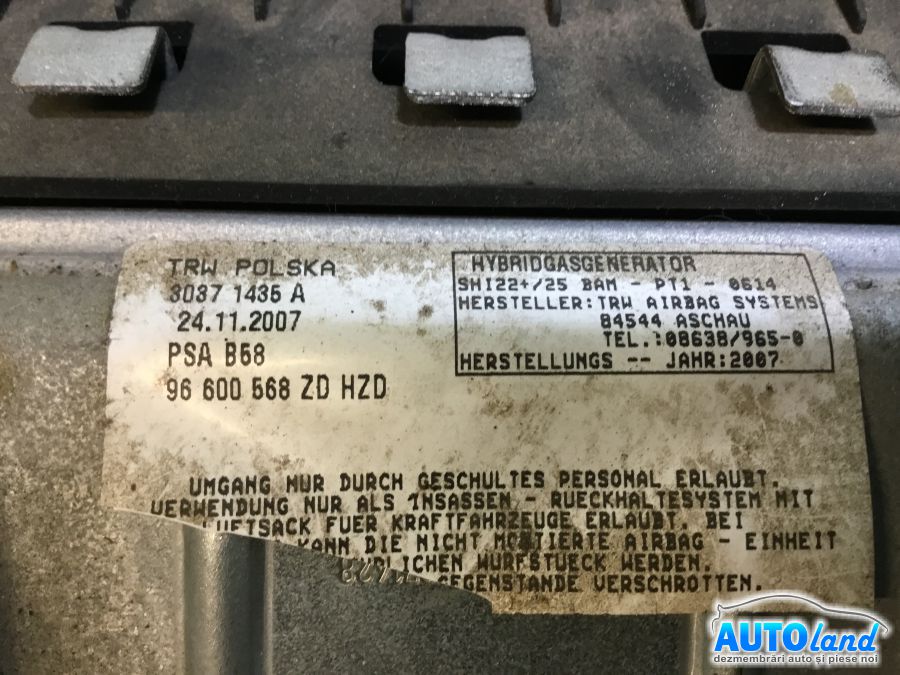 TRW POLSKA
3037 1435 A
24.11.2007
PSA B58
96 600 568 ZD HZD
HYBRIDGASGENERATOR
SHI22+/25 BAM - PT1 - 0614
HERSTELLER:TRW AIRBAG SYSTEMS
84544 ASCHAU
TEL.:08638/965-0
HERSTELLUNGS -- JAHR:2007
UMGANG NUR DURCH GESCHULTES PERSONAL ERLAUBT.
VERWENDUNG NUR ALS INSASSEN - RUECKHALTESYSTEM MIT
LUFTSACK FUER KRAFTFAHRZEUGE ERLAUBT. BEI
KANN DIE NICHT MONTIERTE AIRBAG - EINHEIT
WURFSTUECK WERDEN.
GEGENSTANDE VERSCHROTTEN.
AUTOland
dezmembrări auto și piese noi